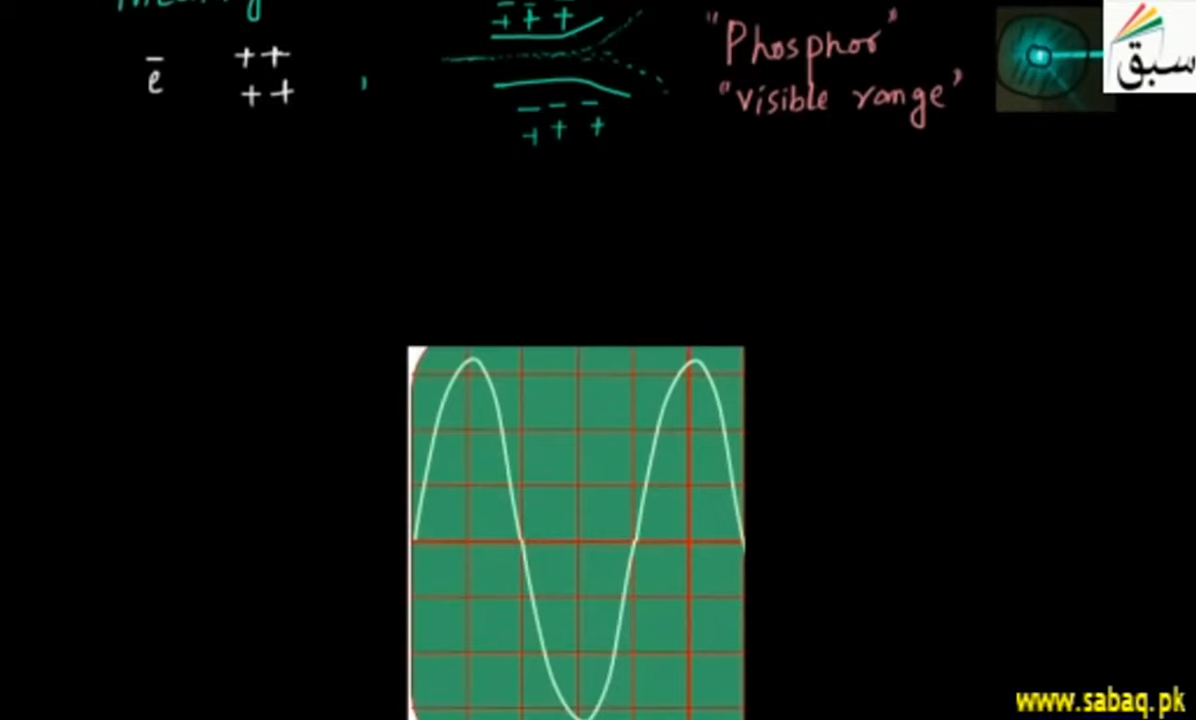 ē ++
++
"Phosphor"
"visible range"
سبق
www.sabaq.pk